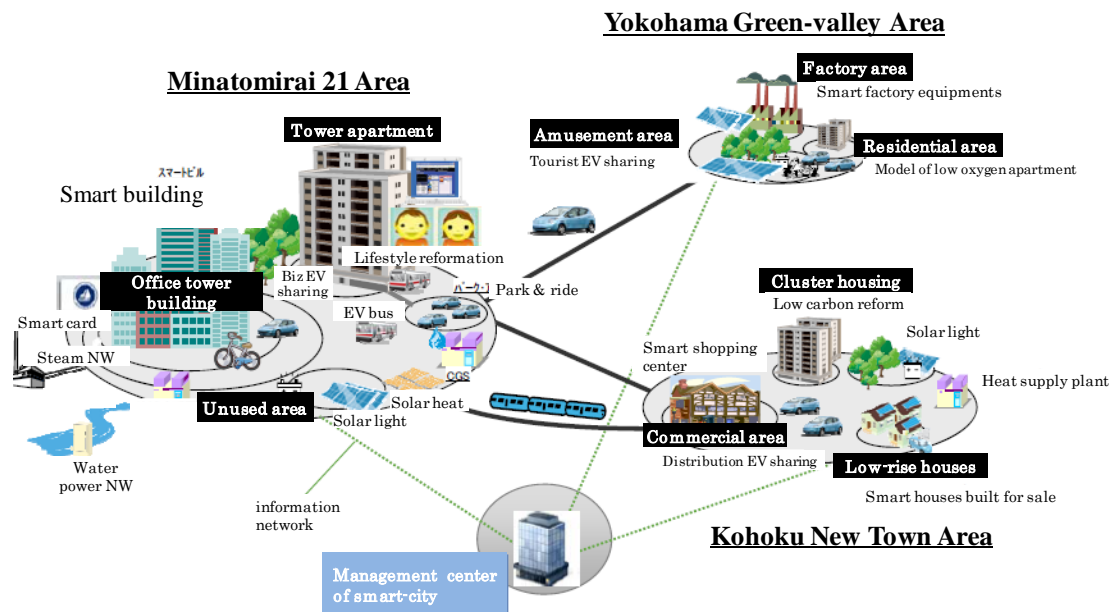 Yokohama Green-valley Area
Minatomirai 21 Area
Factory area
Smart factory equipments
Tower apartment
Amusement area
Tourist EV sharing
Residential area
Model of low oxygen apartment
スマートビル
Smart building
Lifestyle reformation
Office tower
building
Biz EV
sharing
Park & ride
Cluster housing
Low carbon reform
EV bus
Smart card
Steam NW
Smart shopping
center
Solar light
Heat supply plant
CGS
Solar heat
Unused area
Solar light
Commercial area
Distribution EV sharing
Low-rise houses
Water
power NW
Smart houses built for sale
information
network
Kohoku New Town Area
Management center
of smart-city